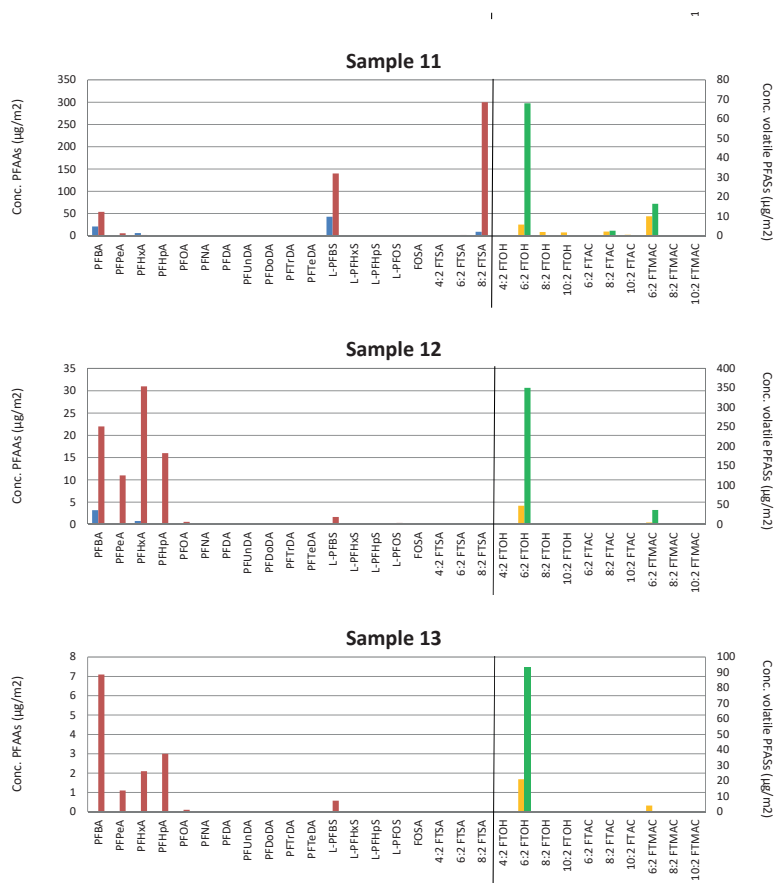 1
Sample 11
Conc. PFAAs (µg/m2)
350
300
250
200
150
100
50
0
80
70
60
50
40
30
20
10
0
Conc. volatile PFASs (µg/m2)
PFBA
PFPeA
PFHxA
PFHpA
PFOA
PFNA
PFDA
PFUnDA
PFDoDA
PFTrDA
PFTeDA
L-PFBS
L-PFHxS
L-PFHpS
L-PFOS
FOSA
4:2 FTSA
6:2 FTSA
8:2 FTSA
4:2 FTOH
6:2 FTOH
8:2 FTOH
10:2 FTOH
6:2 FTAC
8:2 FTAC
10:2 FTAC
6:2 FTMAC
8:2 FTMAC
10:2 FTMAC
Sample 12
Conc. PFAAs (µg/m2)
35
30
25
20
15
10
5
0
400
350
300
250
200
150
100
50
0
Conc. volatile PFASs (µg/m2)
PFBA
PFPeA
PFHxA
PFHpA
PFOA
PFNA
PFDA
PFUnDA
PFDoDA
PFTrDA
PFTeDA
L-PFBS
L-PFHxS
L-PFHpS
L-PFOS
FOSA
4:2 FTSA
6:2 FTSA
8:2 FTSA
4:2 FTOH
6:2 FTOH
8:2 FTOH
10:2 FTOH
6:2 FTAC
8:2 FTAC
10:2 FTAC
6:2 FTMAC
8:2 FTMAC
10:2 FTMAC
Sample 13
Conc. PFAAs (µg/m2)
8
7
6
5
4
3
2
1
0
100
90
80
70
60
50
40
30
20
10
0
Conc. volatile PFASs (µg/m2)
PFBA
PFPeA
PFHxA
PFHpA
PFOA
PFNA
PFDA
PFUnDA
PFDoDA
PFTrDA
PFTeDA
L-PFBS
L-PFHxS
L-PFHpS
L-PFOS
FOSA
4:2 FTSA
6:2 FTSA
8:2 FTSA
4:2 FTOH
6:2 FTOH
8:2 FTOH
10:2 FTOH
6:2 FTAC
8:2 FTAC
10:2 FTAC
6:2 FTMAC
8:2 FTMAC
10:2 FTMAC